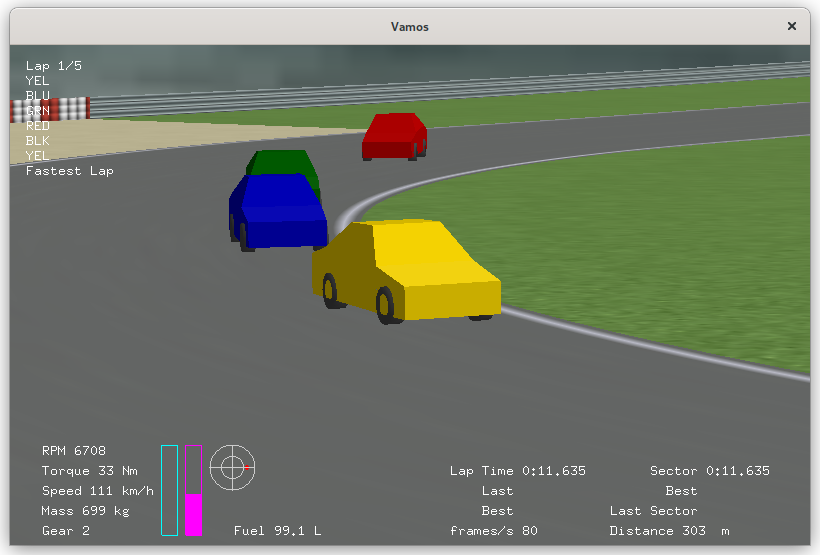 Vamos
Lap 1/5
YEL
BLU
GRN
RED
BLK
YEL
Fastest Lap
RPM 6708
Torque 33 Nm
Speed 111 km/h
Mass 699 kg
Gear 2
Fuel 99.1 L
Lap Time 0:11.635
Last
Best
frames/s 80
Sector 0:11.635
Best
Last Sector
Distance 303 m